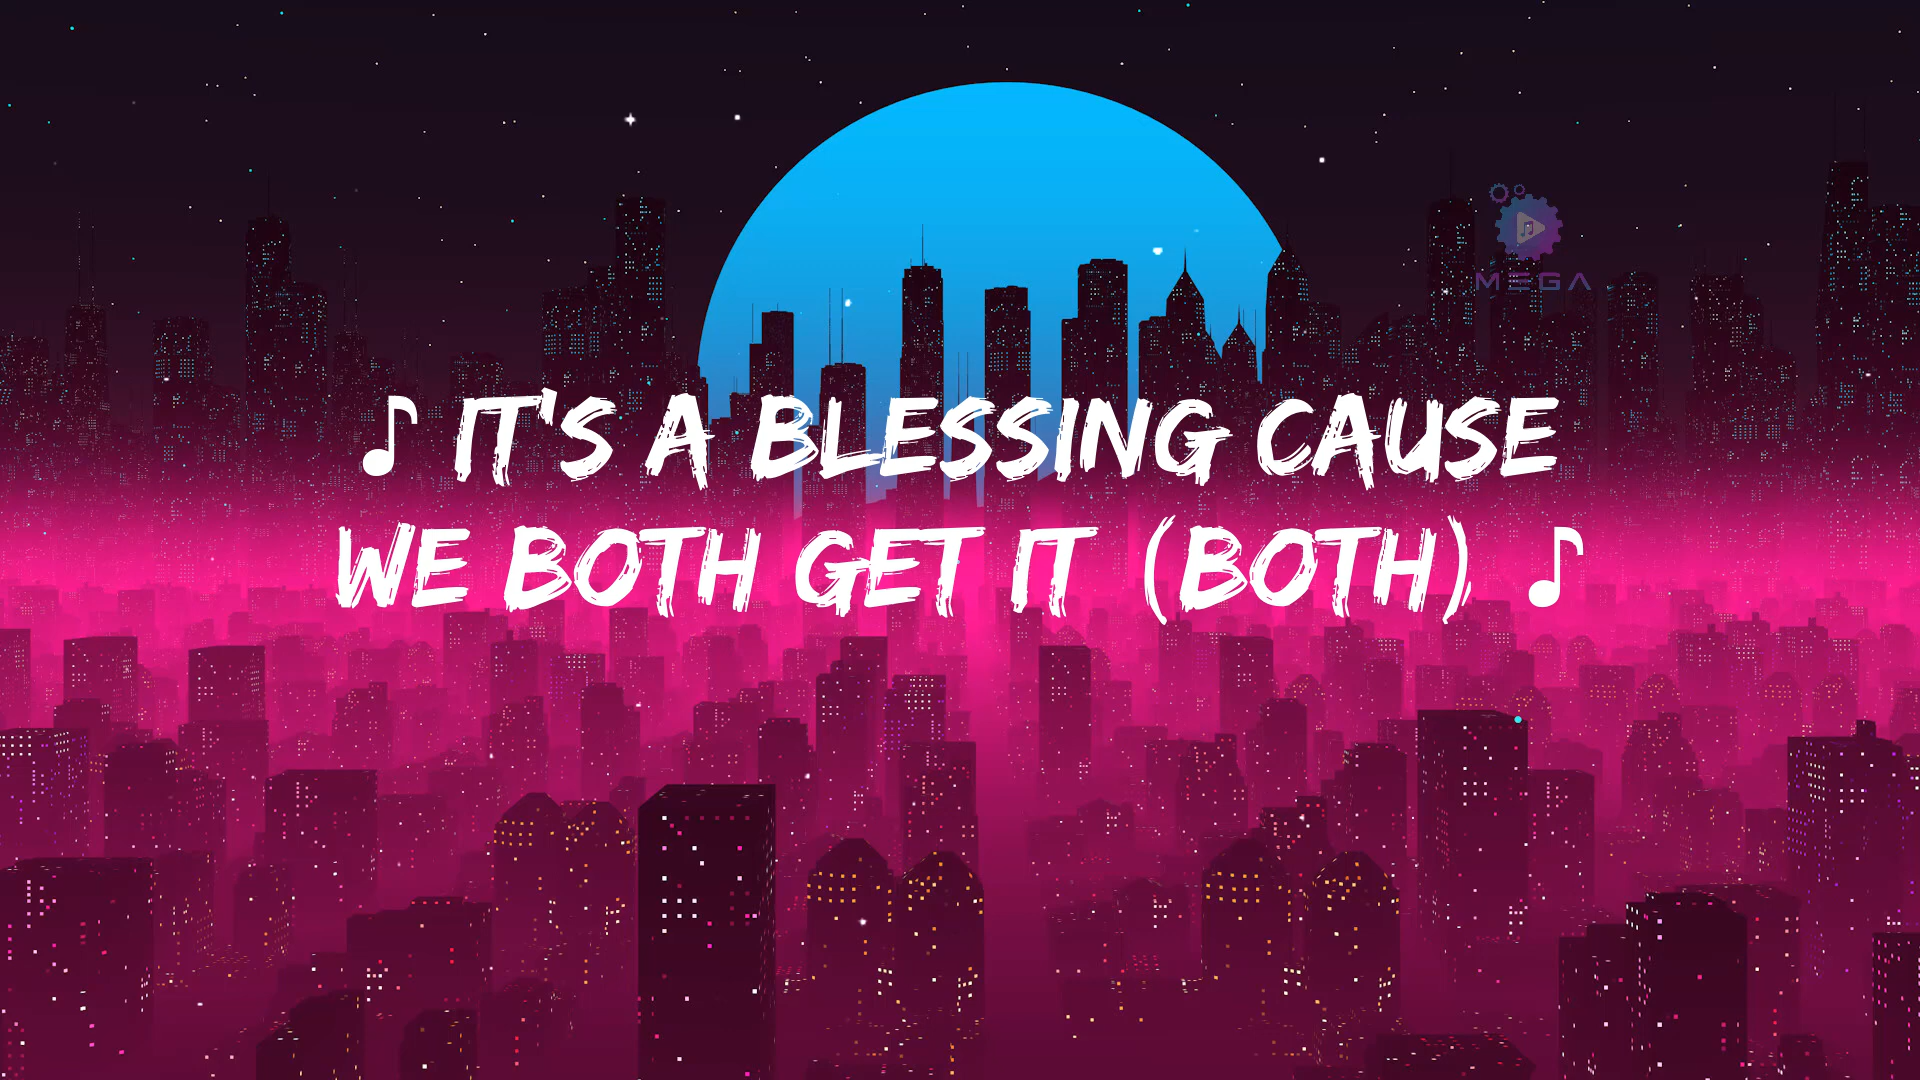 MEGA
♪ IT'S A BLESSING CAUSE
WE BOTH GET IT (BOTH) ♪